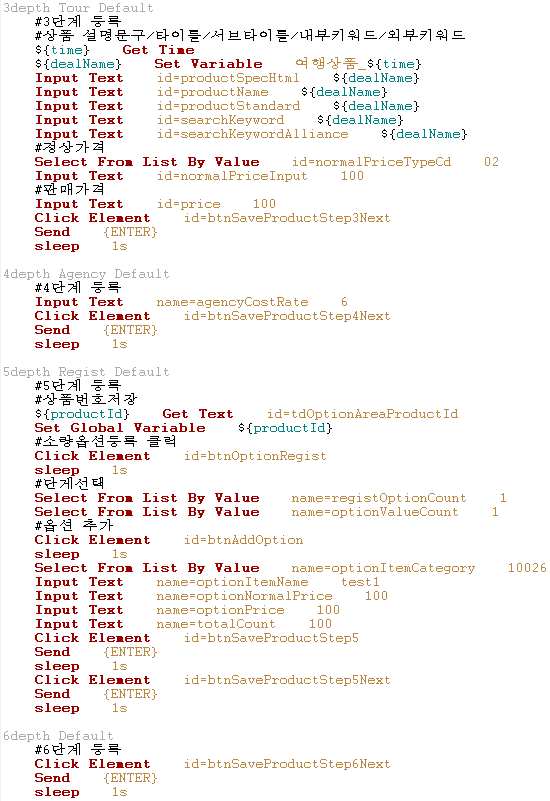 3depth Tour Default
#3단계 등록
#상품 설명문구/타이틀/서브타이틀/내부키워드/외부키워드
${time}    Get Time
${dealName}    Set Variable    여행상품_${time}
Input Text    id=productSpecHtml    ${dealName}
Input Text    id=productName    ${dealName}
Input Text    id=productStandard    ${dealName}
Input Text    id=searchKeyword    ${dealName}
Input Text    id=searchKeywordAlliance    ${dealName}
#정상가격
Select From List By Value    id=normalPriceTypeCd    02
Input Text    id=normalPriceInput    100
#판매가격
Input Text    id=price    100
Click Element    id=btnSaveProductStep3Next
Send    {ENTER}
sleep    1s
4depth Agency Default
#4단계 등록
Input Text    name=agencyCostRate    6
Click Element    id=btnSaveProductStep4Next
Send    {ENTER}
sleep    1s
5depth Regist Default
#5단계 등록
#상품번호저장
${productId}    Get Text    id=tdOptionAreaProductId
Set Global Variable    ${productId}
#소량옵션등록 클릭
Click Element    id=btnOptionRegist
sleep    1s
#단계선택
Select From List By Value    name=registOptionCount    1
Select From List By Value    name=optionValueCount    1
#옵션 추가
Click Element    id=btnAddOption
sleep    1s
Select From List By Value    name=optionItemCategory    10026
Input Text    name=optionItemName    test1
Input Text    name=optionNormalPrice    100
Input Text    name=optionPrice    100
Input Text    name=totalCount    100
Click Element    id=btnSaveProductStep5
Send    {ENTER}
sleep    1s
Click Element    id=btnSaveProductStep5Next
Send    {ENTER}
sleep    1s
6depth Default
#6단계 등록
Click Element    id=btnSaveProductStep6Next
Send    {ENTER}
sleep    1s